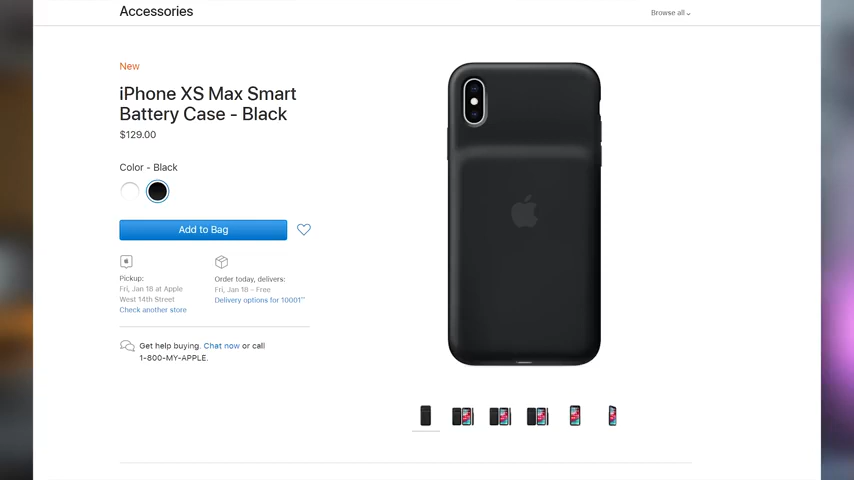 Accessories
Browse all
New
iPhone XS Max Smart
Battery Case - Black
$129.00
Color - Black
Add to Bag
Pickup:
Fri, Jan 18 at Apple
West 14th Street
Check another store
Order today, delivers:
Fri, Jan 18 - Free
Delivery options for 10001
Get help buying. Chat now or call
1-800-MY-APPLE.